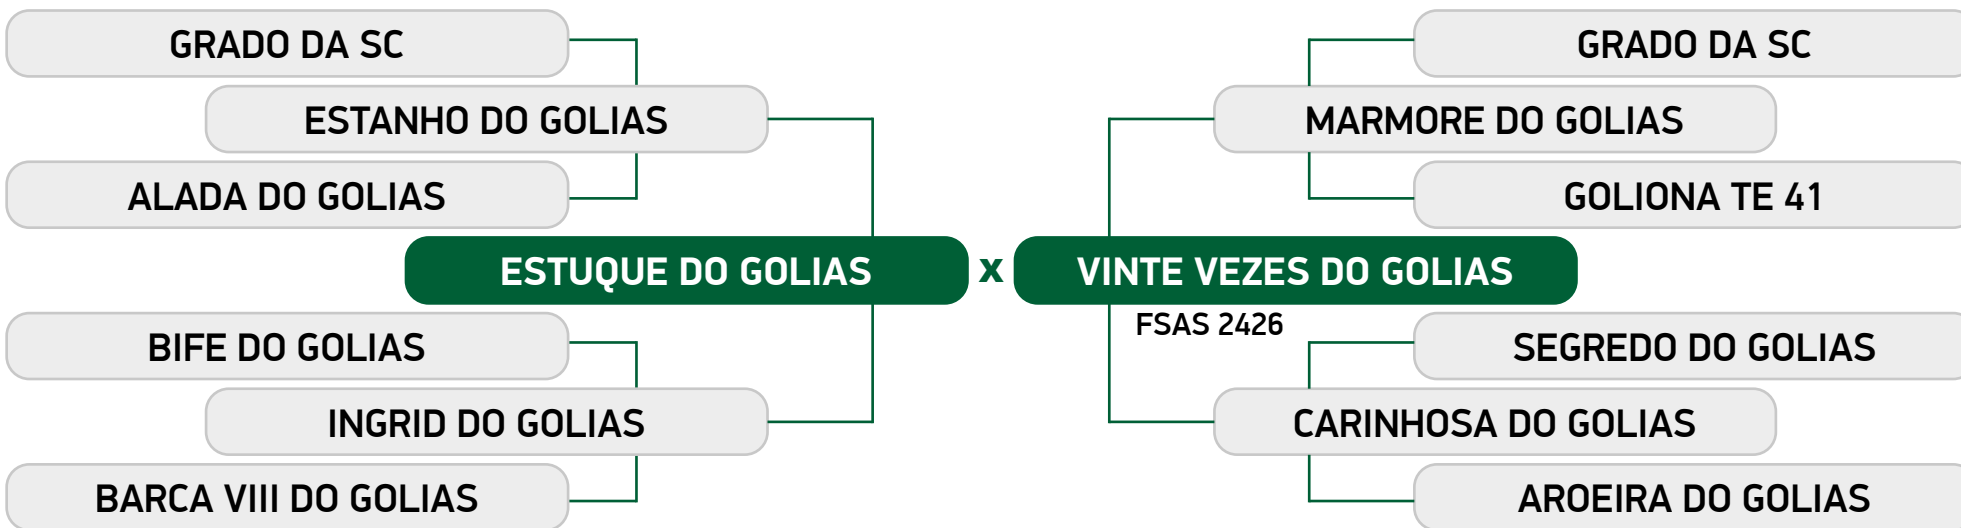 GRADO DA SC
GRADO DA SC
ESTANHO DO GOLIAS
MARMORE DO GOLIAS
ALADA DO GOLIAS
GOLIONA TE 41
ESTUQUE DO GOLIAS x VINTE VEZES DO GOLIAS
FSAS 2426
BIFE DO GOLIAS
SEGREDO DO GOLIAS
INGRID DO GOLIAS
CARINHOSA DO GOLIAS
BARCA VIII DO GOLIAS
AROEIRA DO GOLIAS